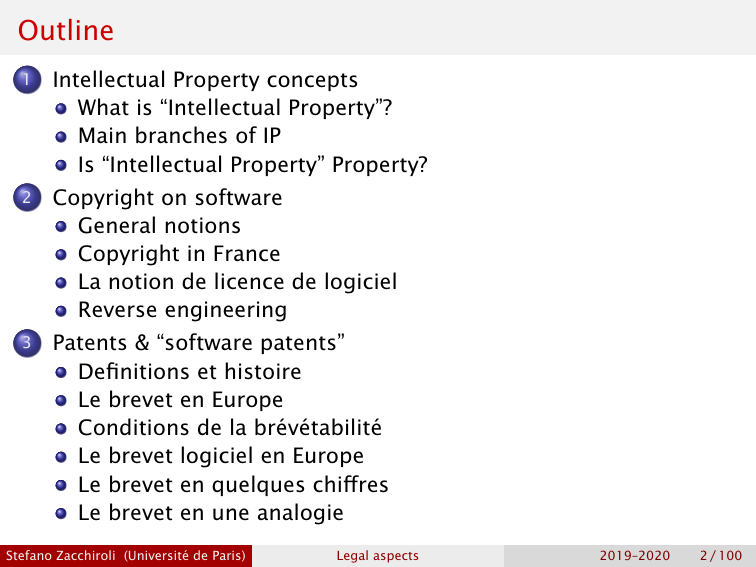 Outline
1 Intellectual Property concepts
What is “Intellectual Property”?
Main branches of IP
Is “Intellectual Property” Property?
2 Copyright on software
General notions
Copyright in France
La notion de licence de logiciel
Reverse engineering
3 Patents & “software patents”
Definitions et histoire
Le brevet en Europe
Conditions de la brévétabilité
Le brevet logiciel en Europe
Le brevet en quelques chiffres
Le brevet en une analogie
Stefano Zacchiroli (Université de Paris) Legal aspects 2019–2020 2 / 100